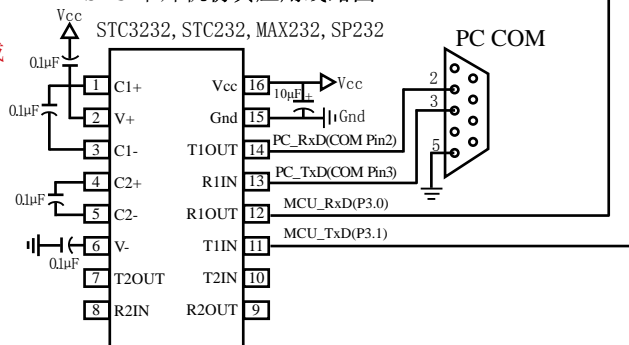 Vcc
STC3232, STC232, MAX232, SP232
PC COM
0.1μF
1 C1+ Vcc 16 Vcc
0.1μF 10μF +
2 V+ Gnd 15 Gnd
3 C1- T1OUT 14 PC_RxD(COM Pin2)
4 C2+ R1IN 13 PC_TxD(COM Pin3)
0.1μF
5 C2- R1OUT 12 MCU_RxD(P3.0)
6 V- T1IN 11 MCU_TxD(P3.1)
0.1μF
7 T2OUT T2IN 10
8 R2IN R2OUT 9
2
3
5